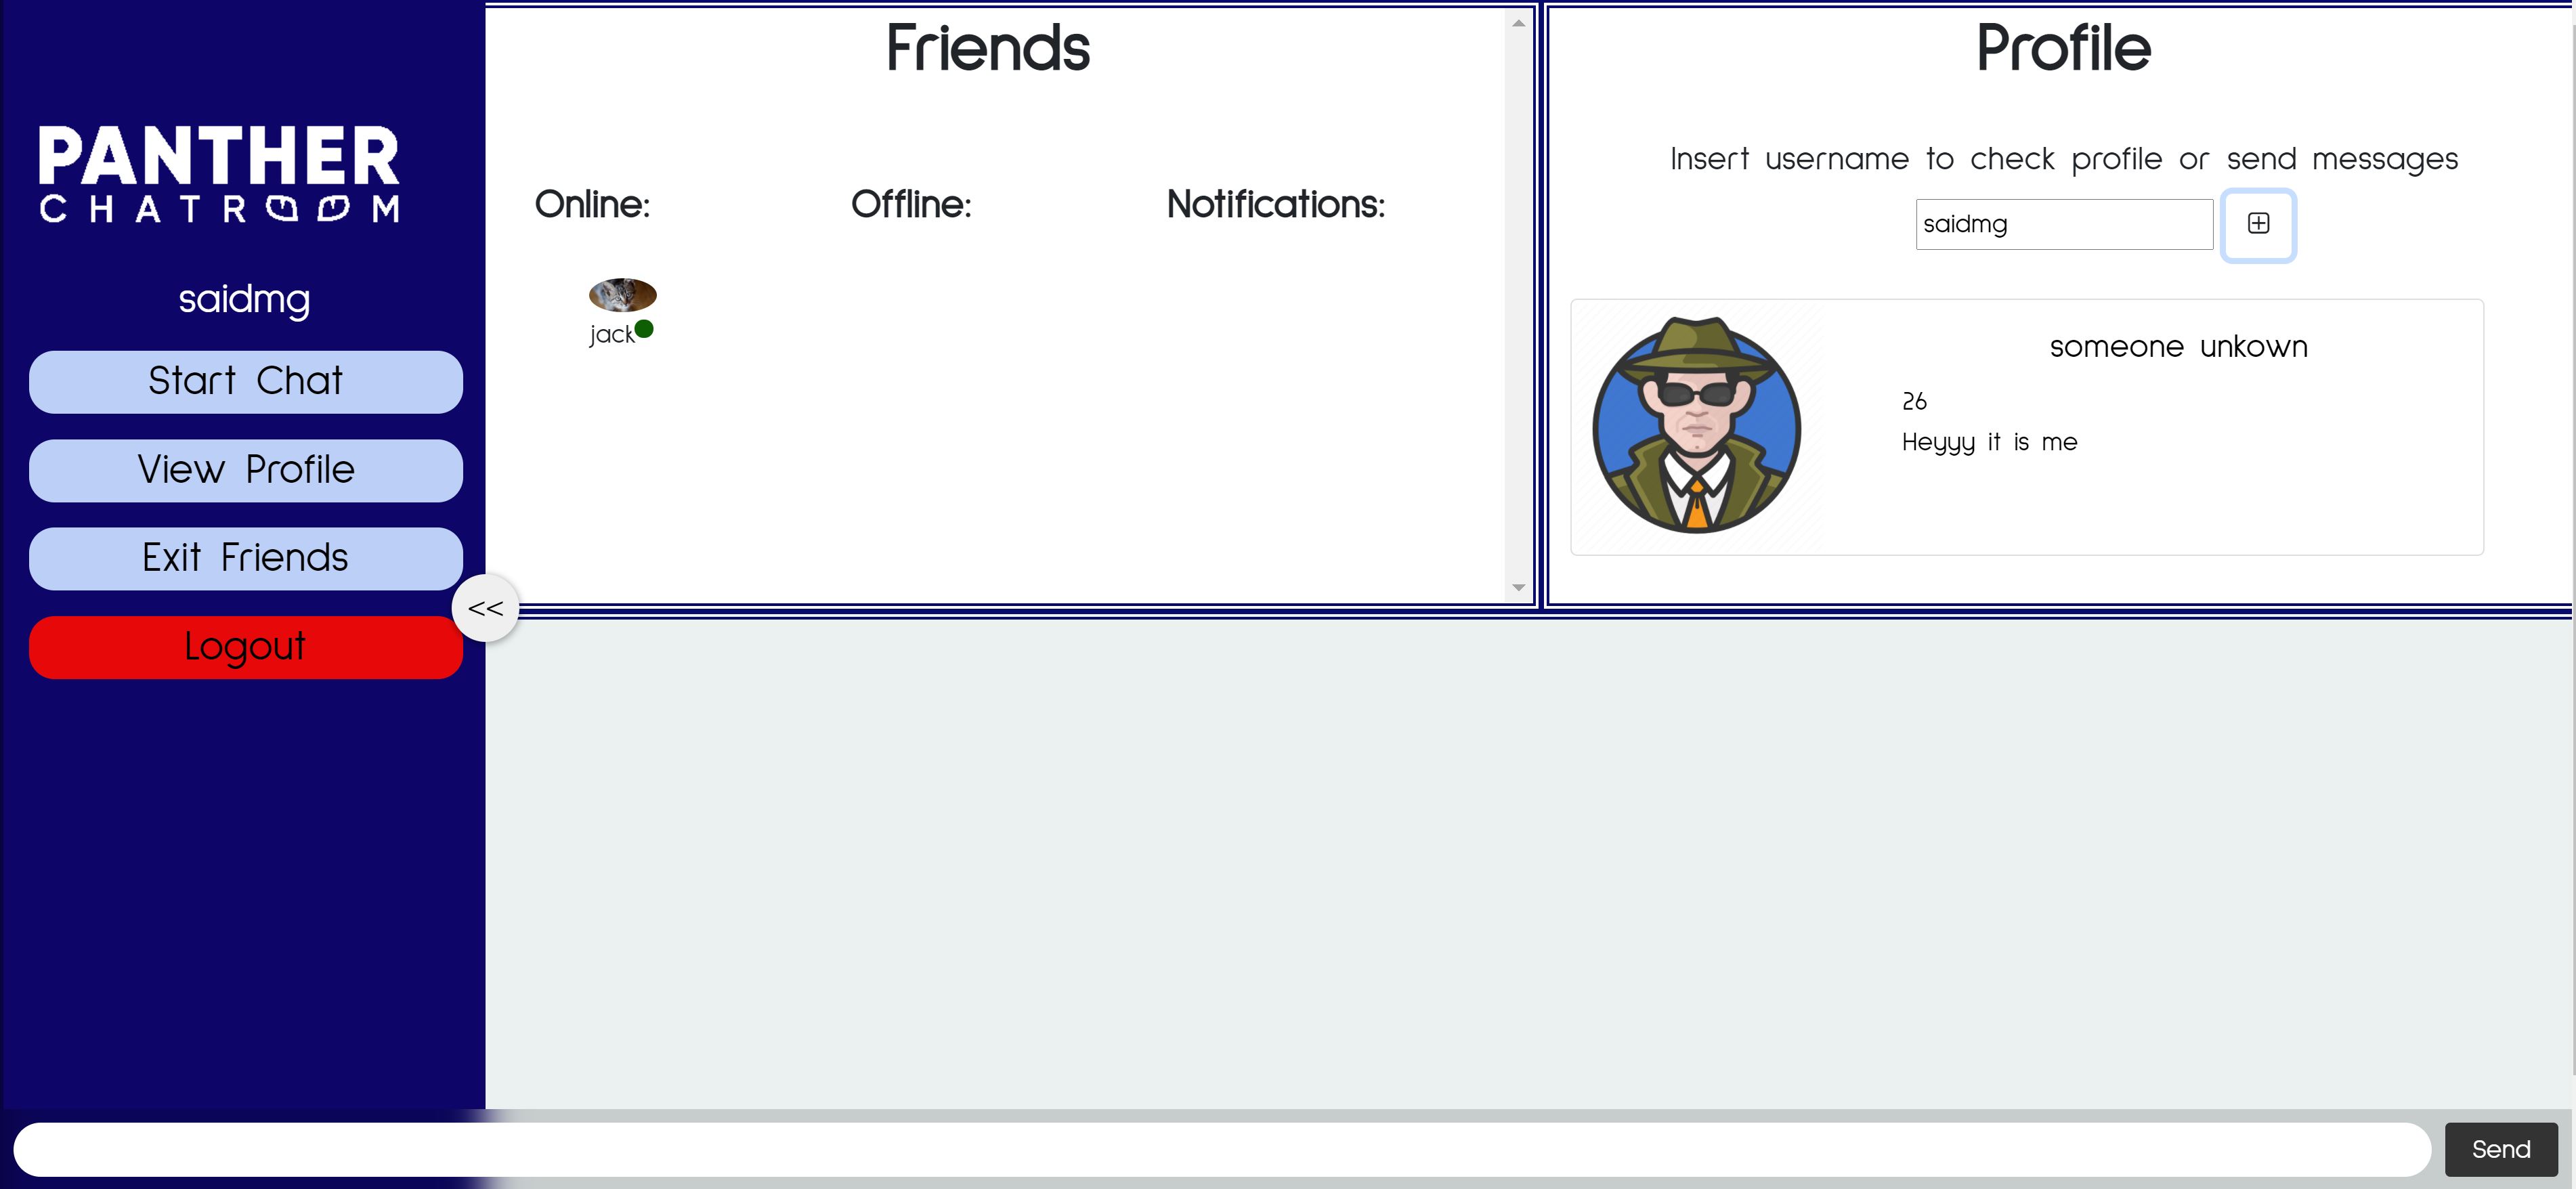 PANTHER
CHATROOM
saidmg
Start Chat
View Profile
Exit Friends
Logout
<<
Friends
Online:
Offline:
Notifications:
jack
Profile
Insert username to check profile or send messages
saidmg
someone unkown
26
Heyyy it is me
Send